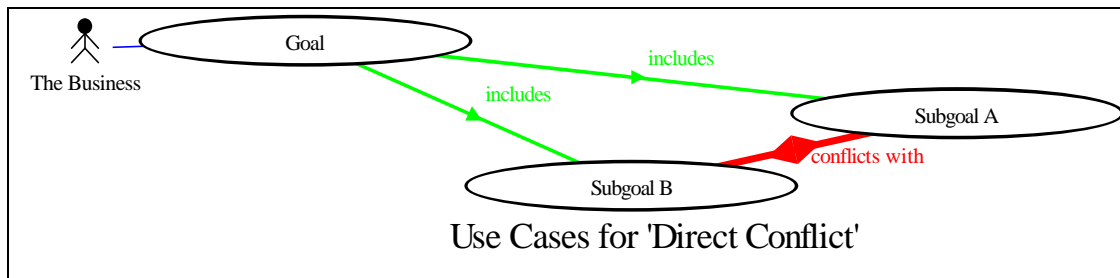 Goal
includes
The Business
includes
Subgoal A
conflicts with
Subgoal B
Use Cases for 'Direct Conflict'